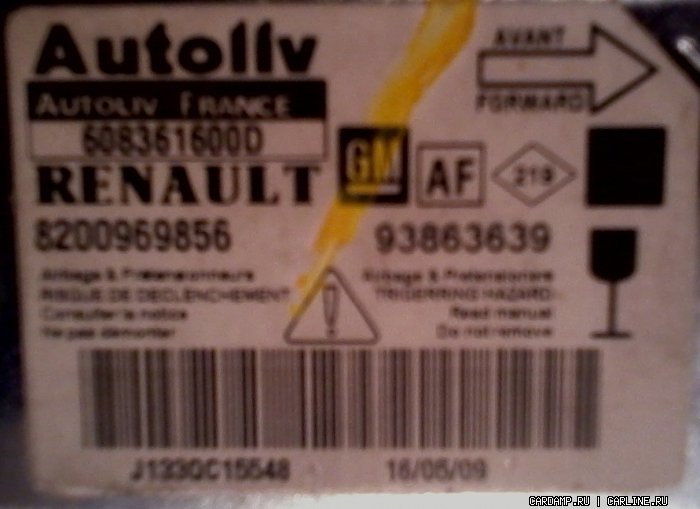 Autoliv
AVANT
AUTOLIV FRANCE
FORWARD
608361600D
GM
AF
219
RENAULT
8200969856
93863639
Airbags & Pretensionneurs
Airbags & Pretensioners
RISQUE DE DECLENCHEMENT
TRIGERRING HAZARD
Consulter la notice
Read manual
Ne pas démonter
Do not remove
J133QC15548
16/05/09
CARDAMP.RU | CARLINE.RU